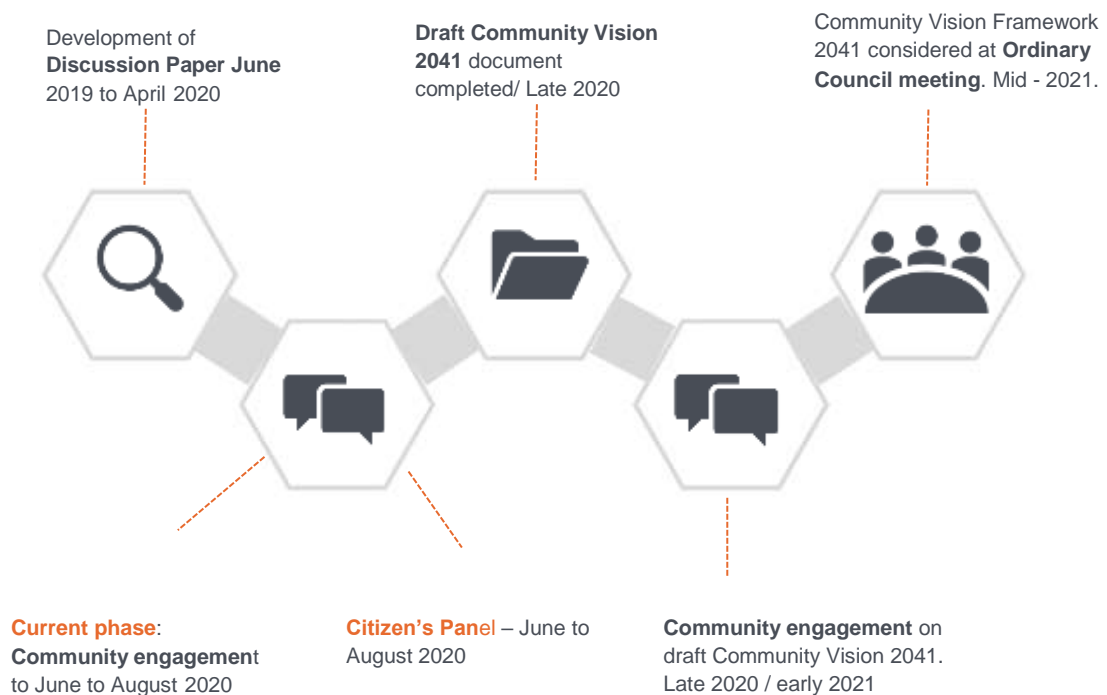 Development of
Discussion Paper June
2019 to April 2020
Draft Community Vision
2041 document
completed/ Late 2020
Community Vision Framework
2041 considered at Ordinary
Council meeting. Mid - 2021.
Current phase:
Community engagement
to June to August 2020
Citizen's Panel – June to
August 2020
Community engagement on
draft Community Vision 2041.
Late 2020 / early 2021